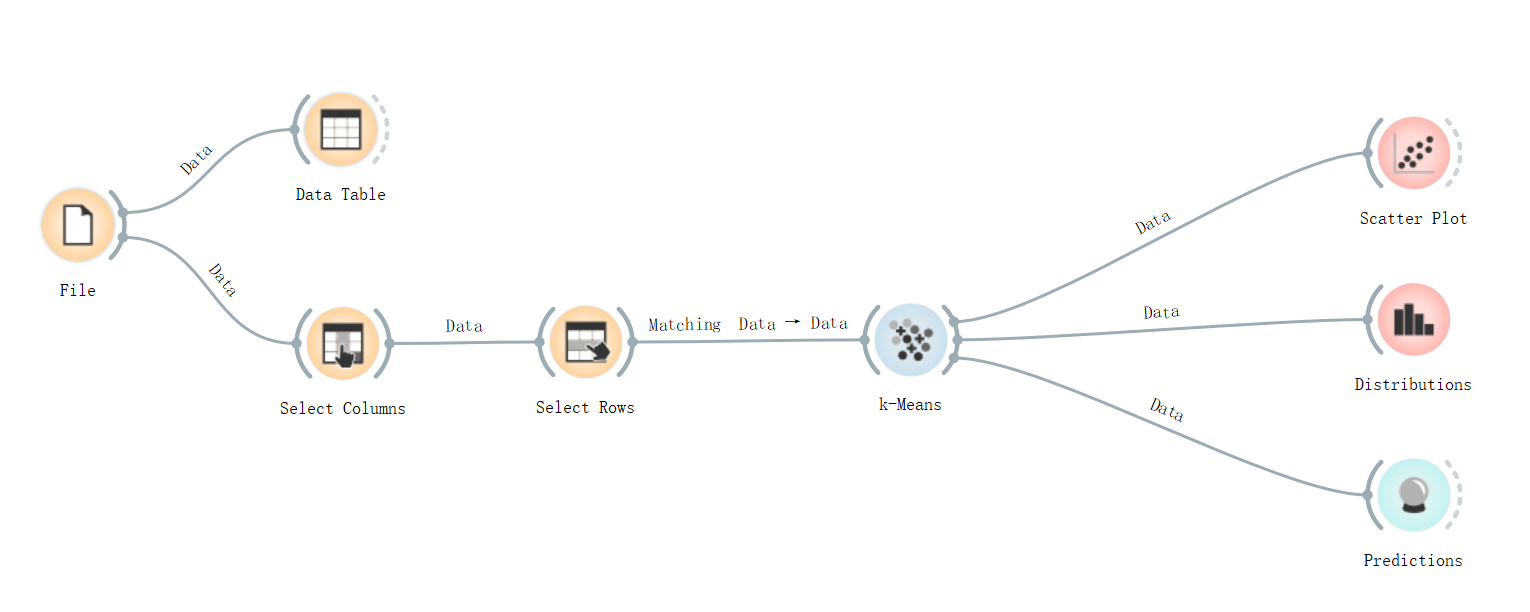 Data
Data Table
File
Data
Select Columns
Data
Select Rows
Matching Data → Data
k-Means
Data
Scatter Plot
Data
Distributions
Data
Predictions